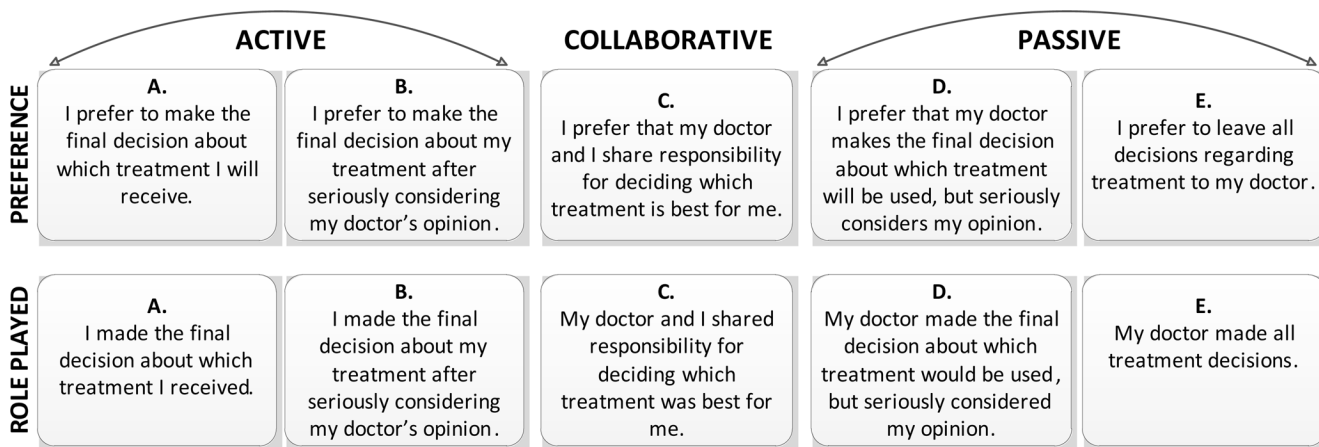 ACTIVE
COLLABORATIVE
PASSIVE
PREFERENCE
A.
I prefer to make the
final decision about
which treatment I will
receive.
B.
I prefer to make the
final decision about my
treatment after
seriously considering
my doctor’s opinion.
C.
I prefer that my doctor
and I share responsibility
for deciding which
treatment is best for me.
D.
I prefer that my doctor
makes the final decision
about which treatment
will be used, but seriously
considers my opinion.
E.
I prefer to leave all
decisions regarding
treatment to my doctor.
ROLE PLAYED
A.
I made the final
decision about which
treatment I received.
B.
I made the final
decision about my
treatment after
seriously considering
my doctor’s opinion.
C.
My doctor and I shared
responsibility for
deciding which
treatment was best for
me.
D.
My doctor made the final
decision about which
treatment would be used,
but seriously considered
my opinion.
E.
My doctor made all
treatment decisions.